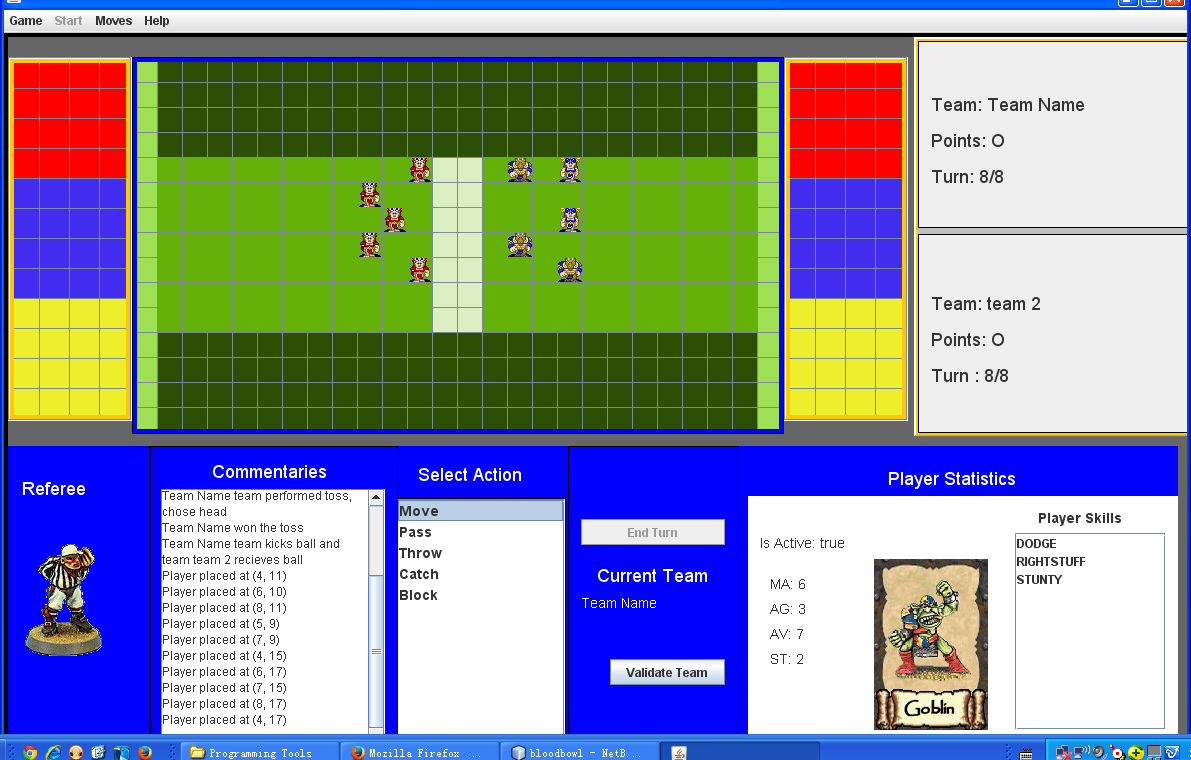 Game Start Moves Help
Team: Team Name
Points: O
Turn: 8/8
Team: team 2
Points: O
Turn : 8/8
Referee
Commentaries
Team Name team performed toss,
chose head
Team Name won the toss
Team Name team kicks ball and
team team 2 recieves ball
Player placed at (4, 11)
Player placed at (6, 10)
Player placed at (8, 11)
Player placed at (5, 9)
Player placed at (7, 9)
Player placed at (4, 15)
Player placed at (6, 17)
Player placed at (7, 15)
Player placed at (8, 17)
Player placed at (4, 17)
Select Action
Move
Pass
Throw
Catch
Block
End Turn
Current Team
Team Name
Validate Team
Player Statistics
Is Active: true
MA: 6
AG: 3
AV: 7
ST: 2
Goblin
Player Skills
DODGE
RIGHTSTUFF
STUNTY
Programming Tools
Mozilla Firefox ...
bloodbowl - NetB...